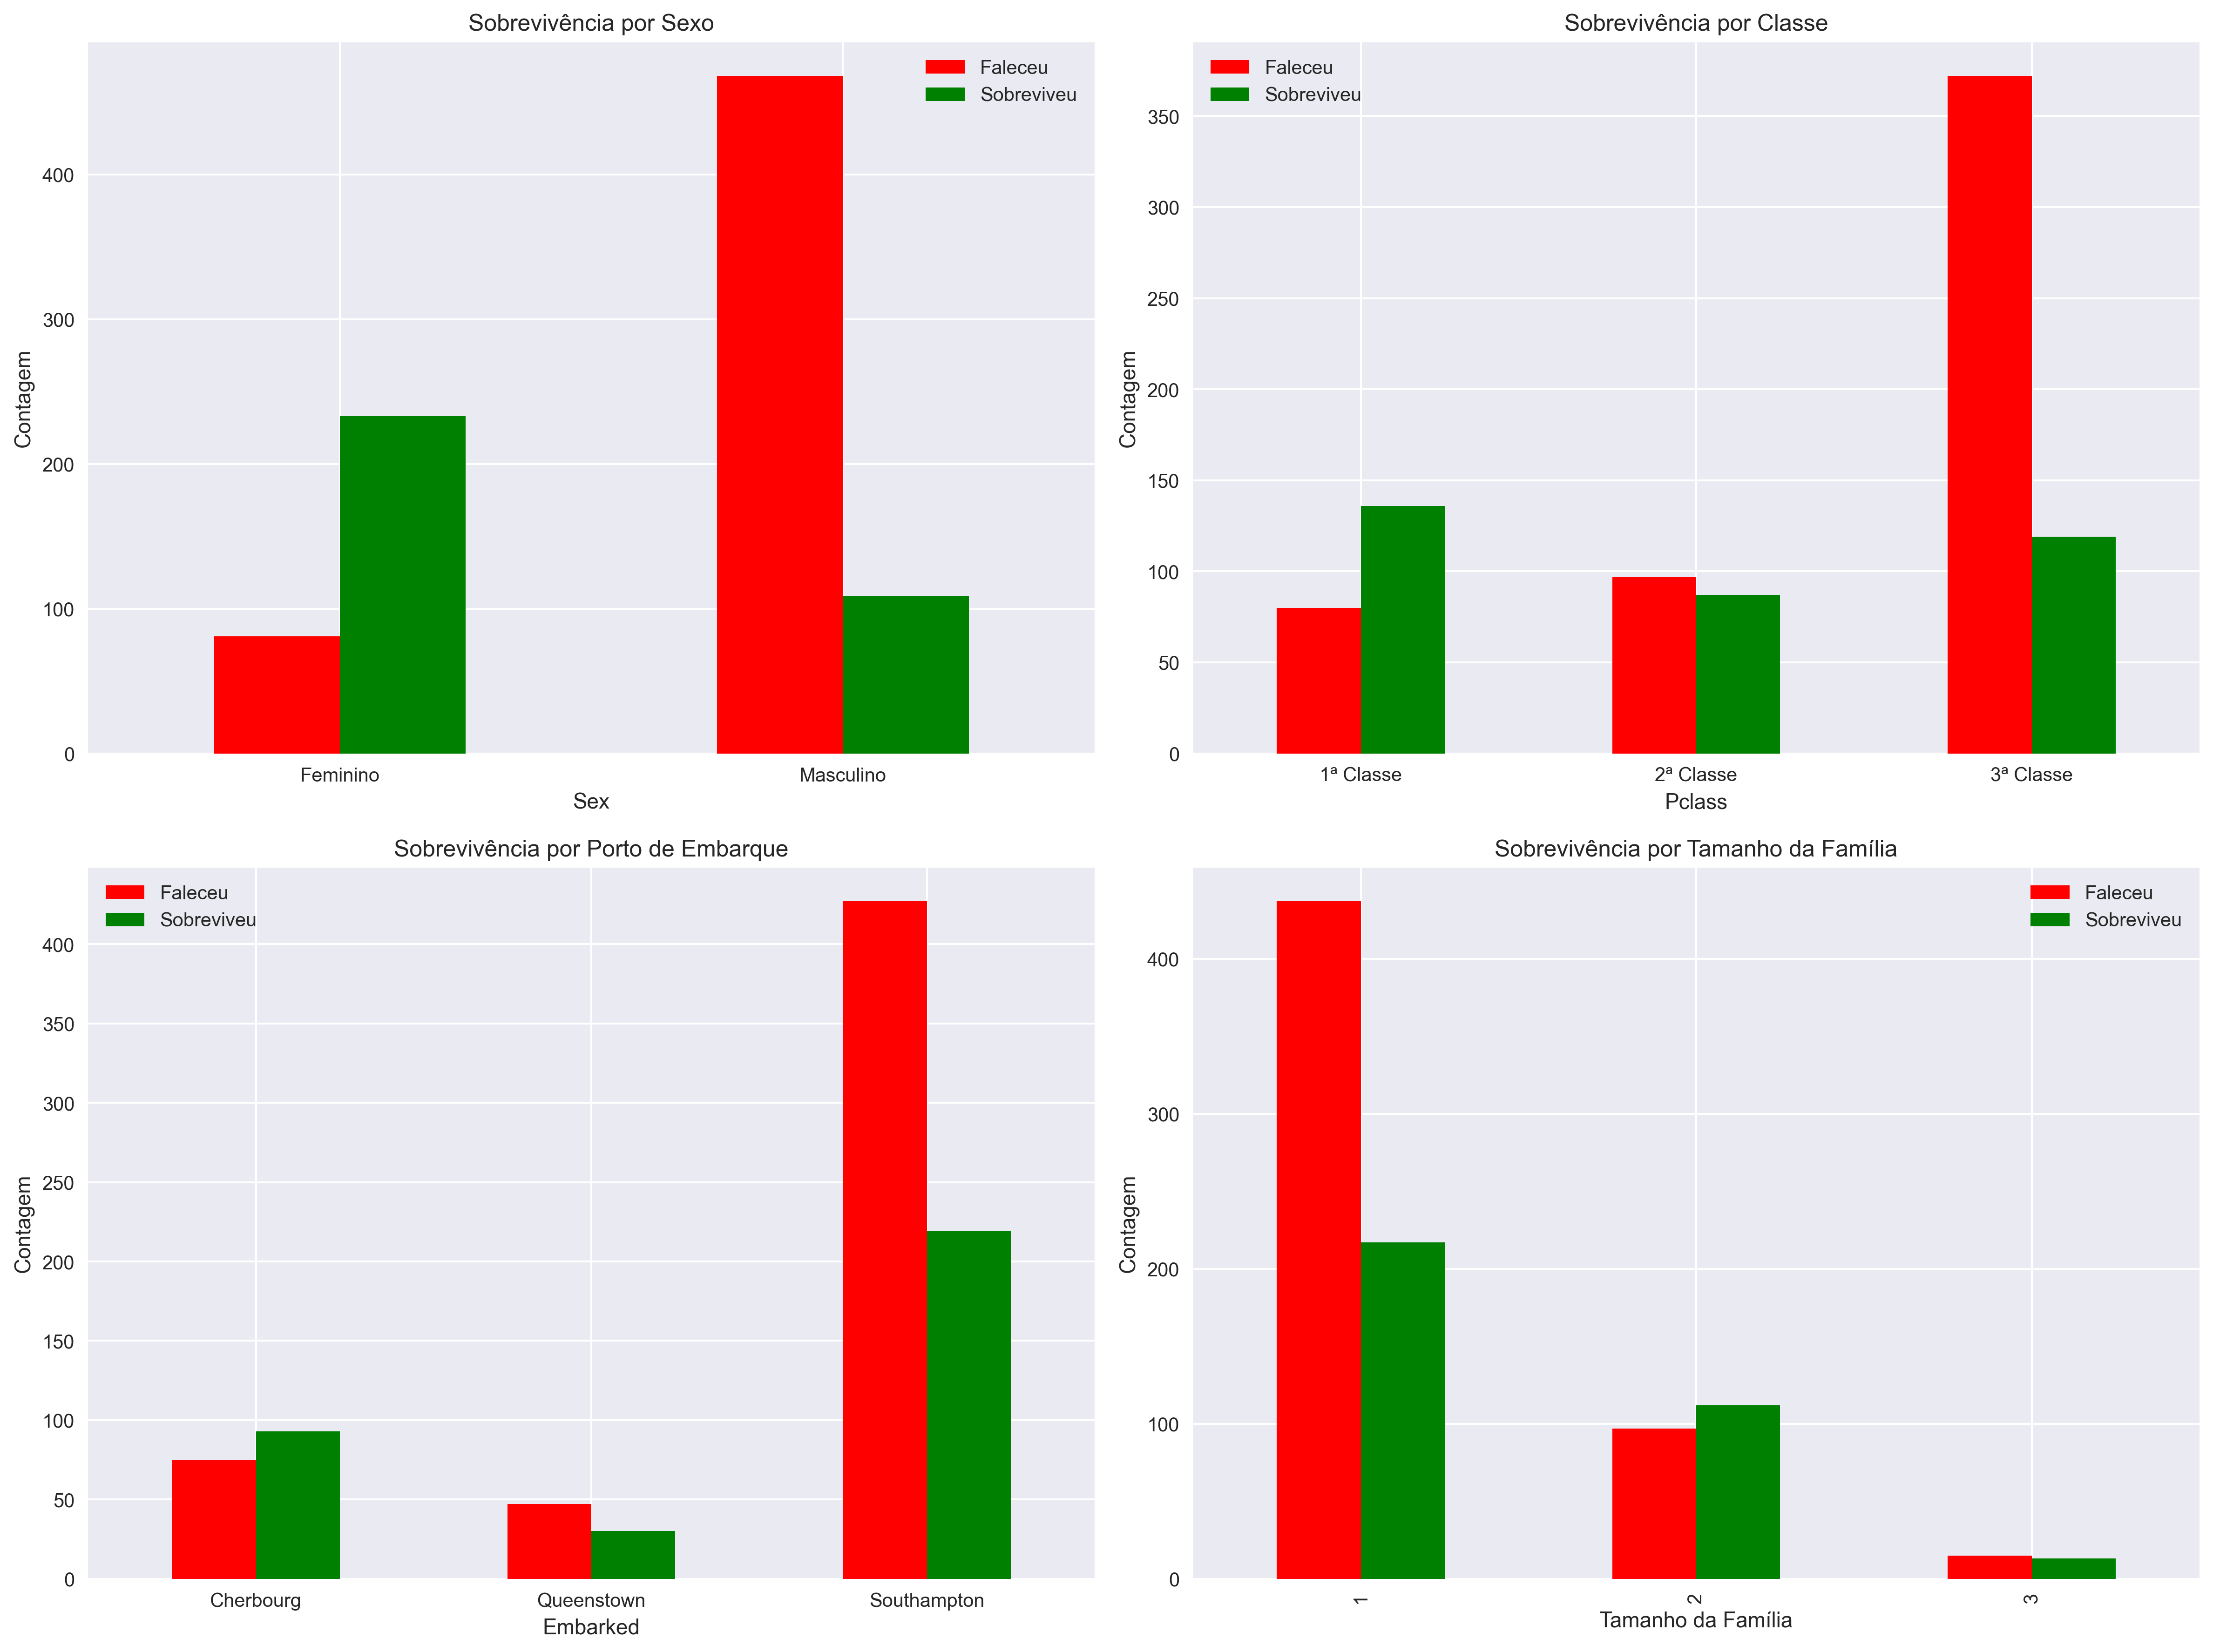 Sobrevivência por Sexo
Faleceu
Sobreviveu
Contagem
400
300
200
100
0
Feminino
Masculino
Sex
Sobrevivência por Classe
Faleceu
Sobreviveu
Contagem
350
300
250
200
150
100
50
0
1ª Classe
2ª Classe
3ª Classe
Pclass
Sobrevivência por Porto de Embarque
Faleceu
Sobreviveu
Contagem
400
350
300
250
200
150
100
50
0
Cherbourg
Queenstown
Southampton
Embarked
Sobrevivência por Tamanho da Família
Faleceu
Sobreviveu
Contagem
400
300
200
100
0
1
2
3
Tamanho da Família